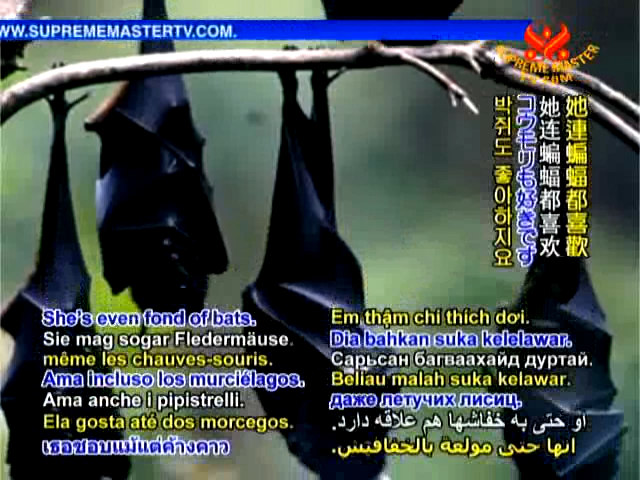 WW.SUPREMEMASTERTV.COM.
SUPREME MASTER
TV.COM
她連蝙蝠都喜歡
她连蝙蝠都喜欢
コウモリも好きです
박쥐도 좋아하지요
She's even fond of bats.
Sie mag sogar Fledermäuse.
même les chauves-souris.
Ama incluso los murciélagos.
Ama anche i pipistrelli.
Ela gosta até dos morcegos.
เธอชอบแม้แต่ค้างคาว
Em thậm chí thích dơi.
Dia bahkan suka kelelawar.
Сарьсан багваахайд дуртай.
Beliau malah suka kelawar.
даже летучих лисиц.
او حتی به خفاشها هم علاقه دارد.
انها حتى مولعة بالخفافيش.